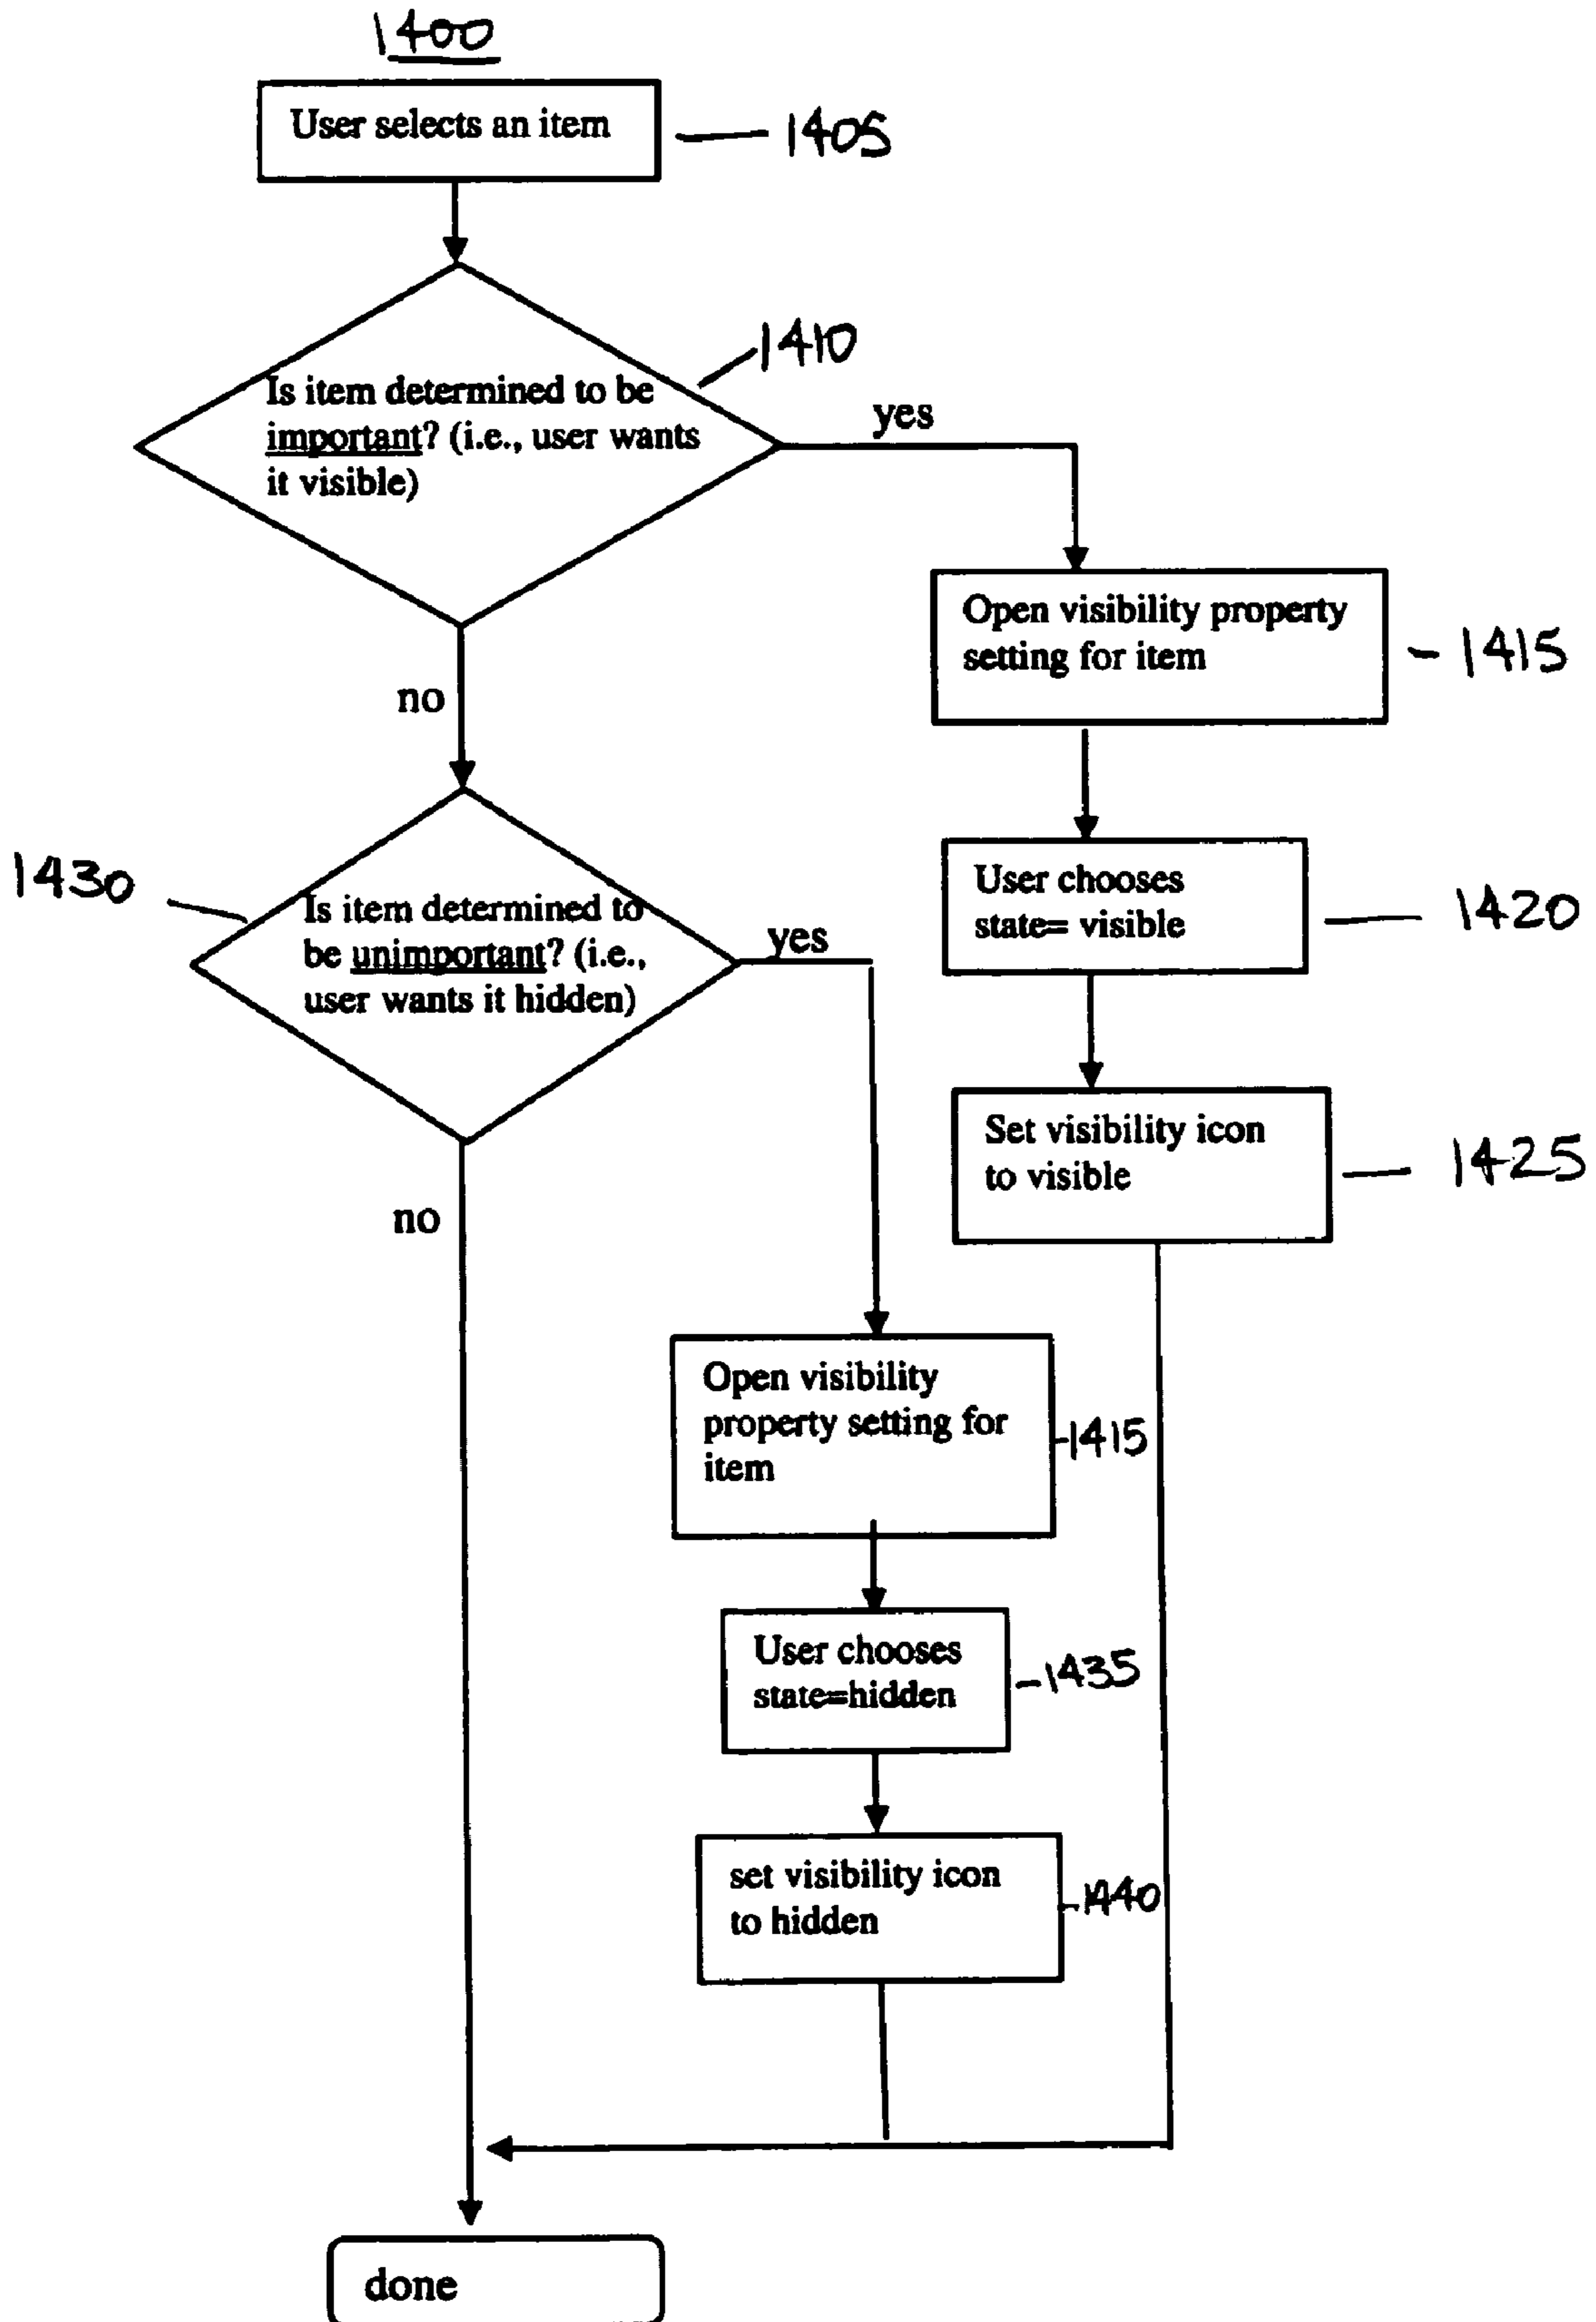 1400
User selects an item
1405
1410
Is item determined to be
important? (i.e., user wants
it visible)
yes
Open visibility property
setting for item
1415
no
User chooses
state= visible
1420
1430
Is item determined to
be unimportant? (i.e.,
user wants it hidden)
yes
Set visibility icon
to visible
1425
no
Open visibility
property setting for
item
1415
User chooses
state=hidden
1435
set visibility icon
to hidden
1440
done